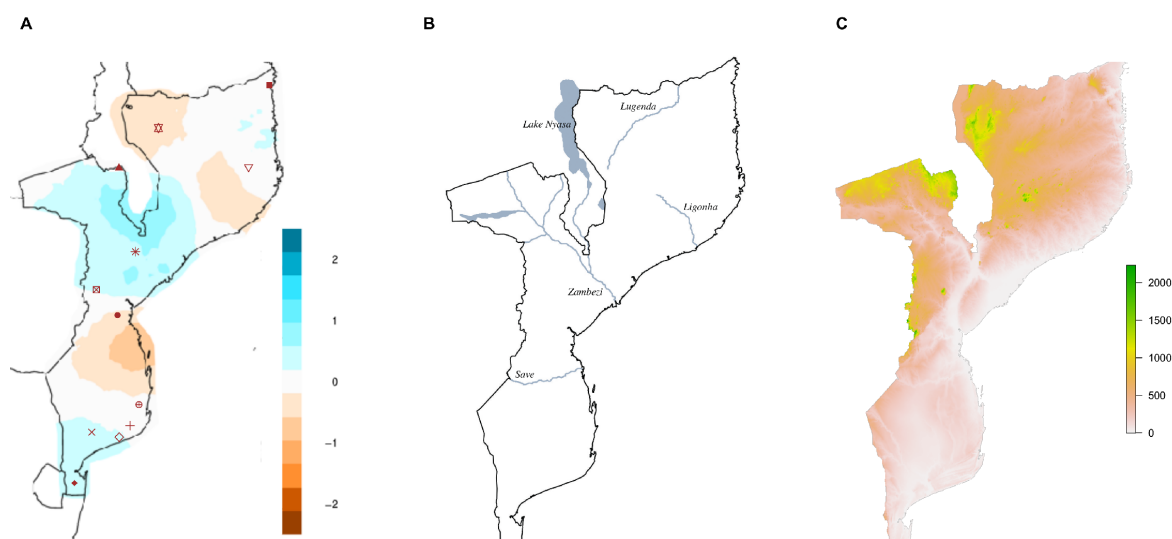 A
B
C
2
1
0
−1
−2
Lake Nyasa
Lugenda
Ligonha
Zambezi
Save
2000
1500
1000
500
0